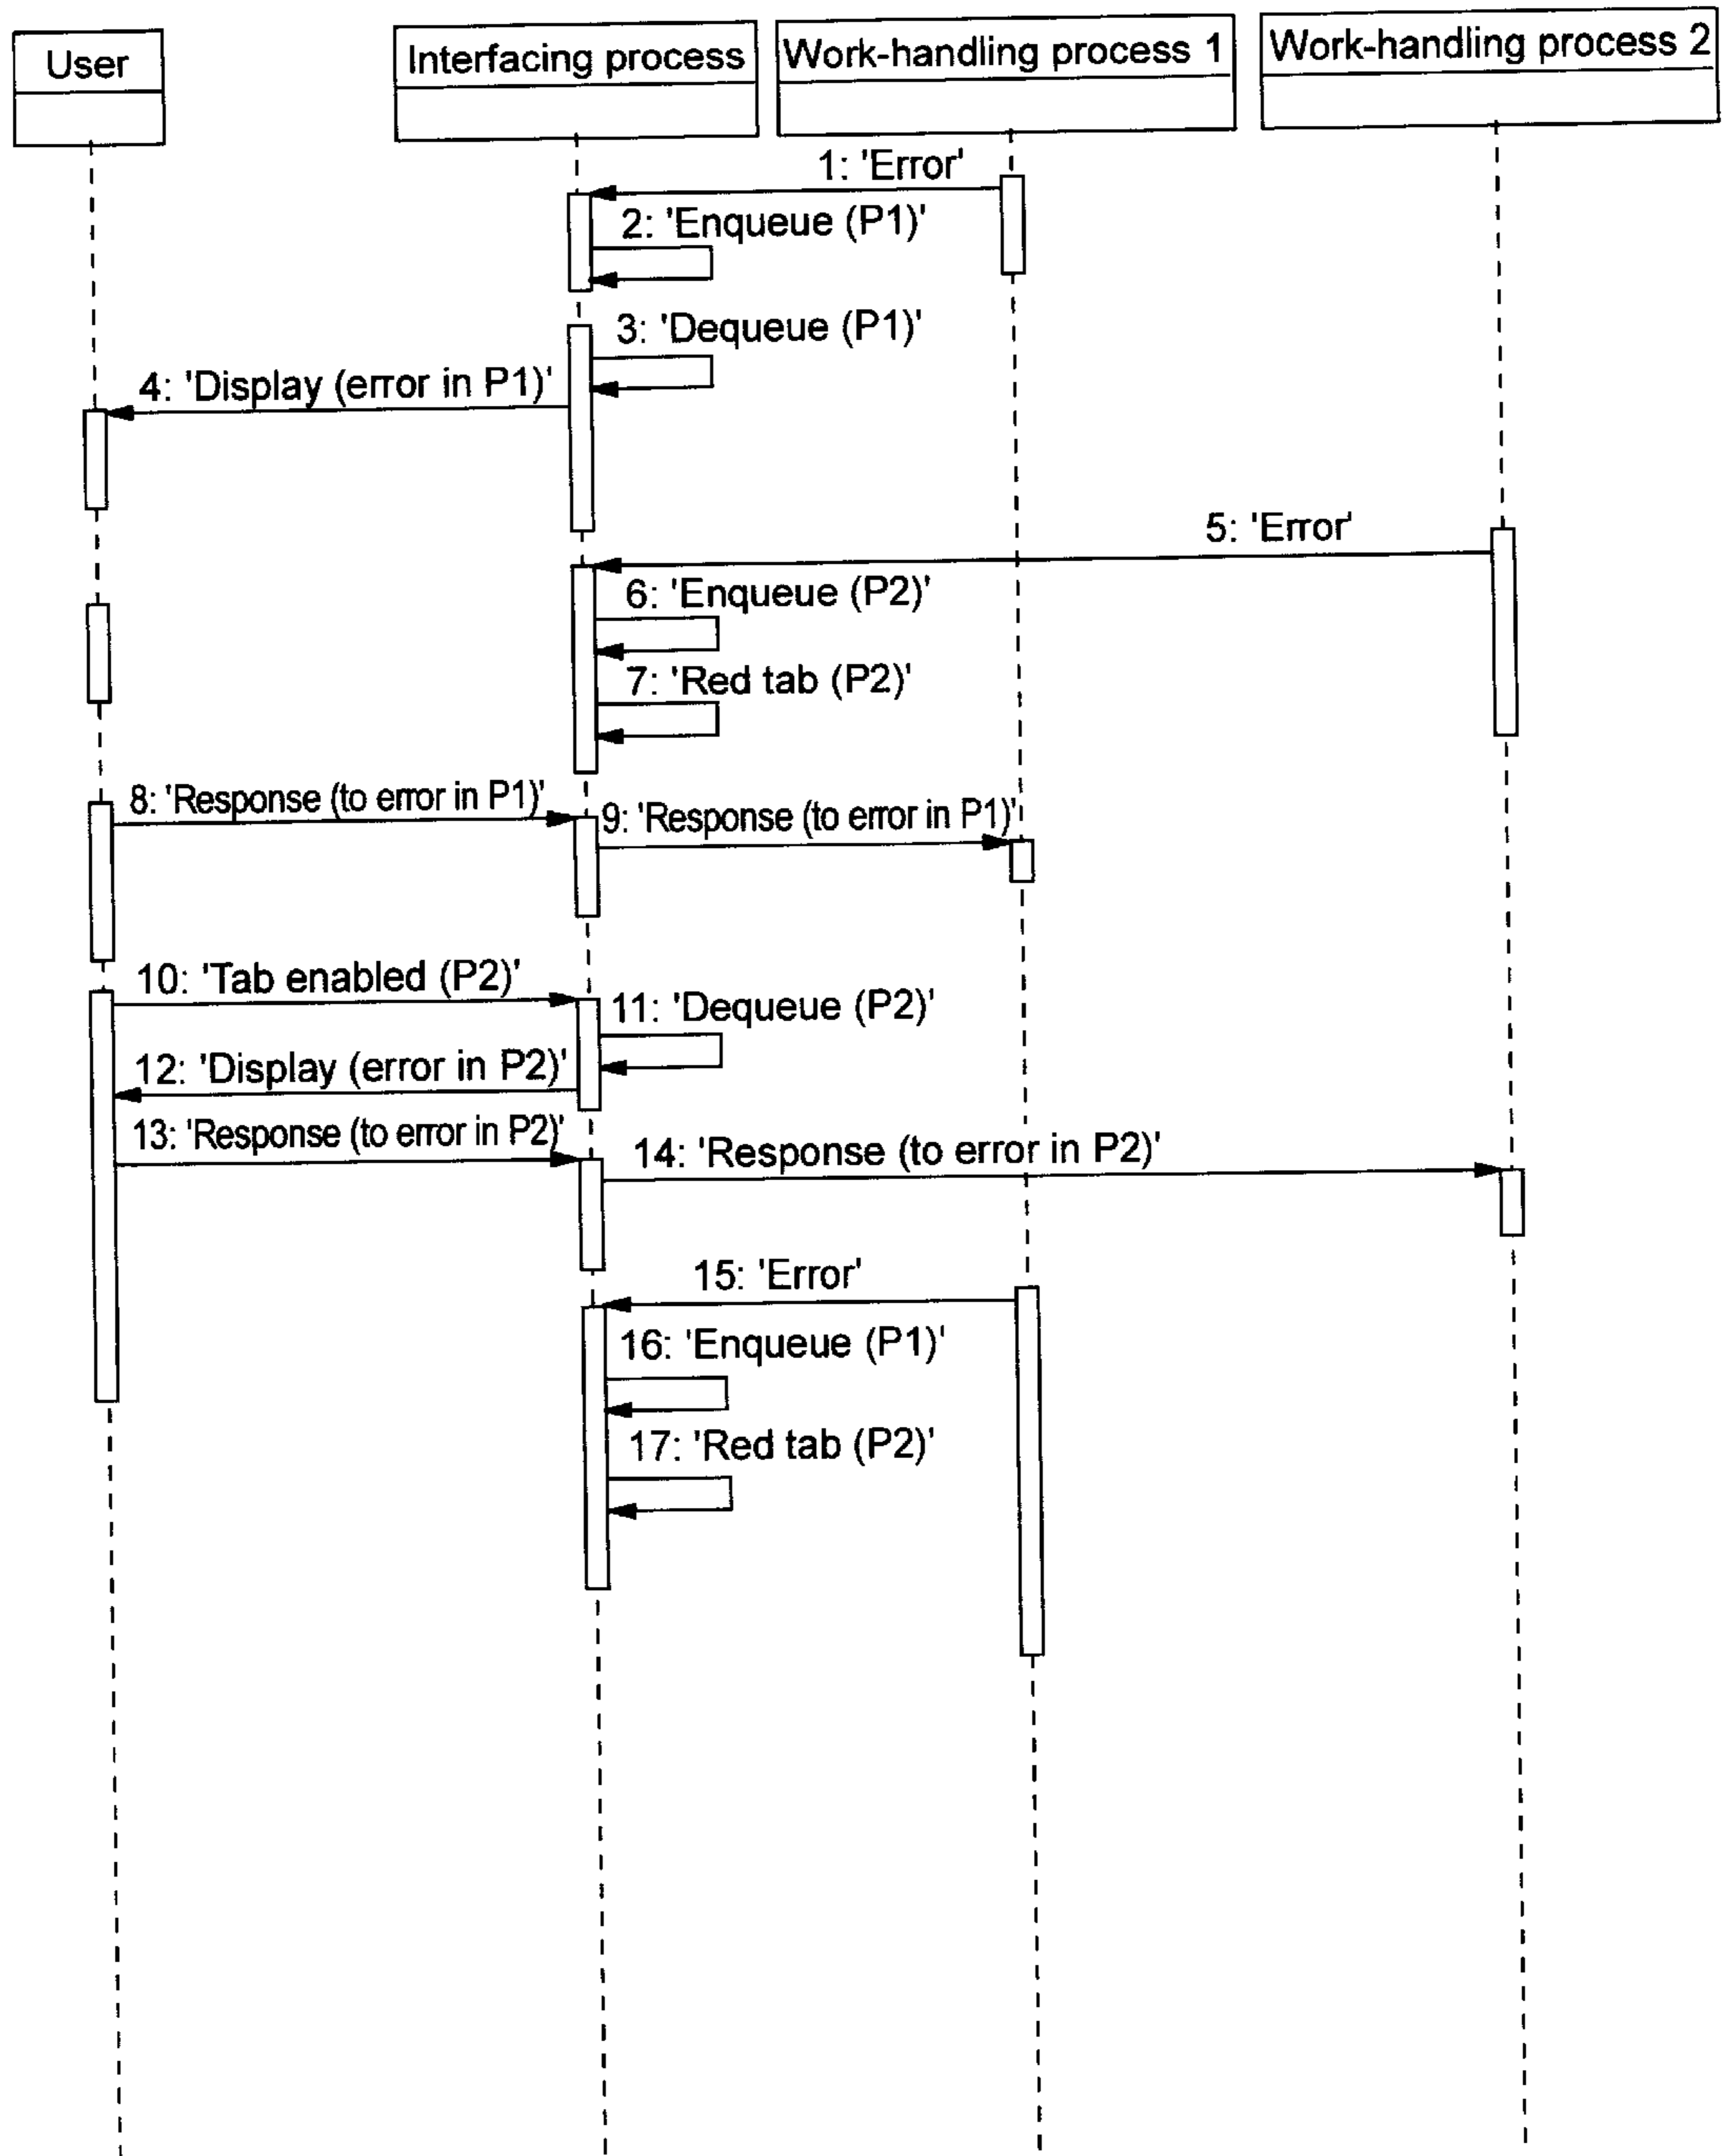 User
Interfacing process
Work-handling process 1
Work-handling process 2
1: 'Error'
2: 'Enqueue (P1)'
3: 'Dequeue (P1)'
4: 'Display (error in P1)'
5: 'Error'
6: 'Enqueue (P2)'
7: 'Red tab (P2)'
8: 'Response (to error in P1)'
9: 'Response (to error in P1)'
10: 'Tab enabled (P2)'
11: 'Dequeue (P2)'
12: 'Display (error in P2)'
13: 'Response (to error in P2)'
14: 'Response (to error in P2)'
15: 'Error'
16: 'Enqueue (P1)'
17: 'Red tab (P2)'